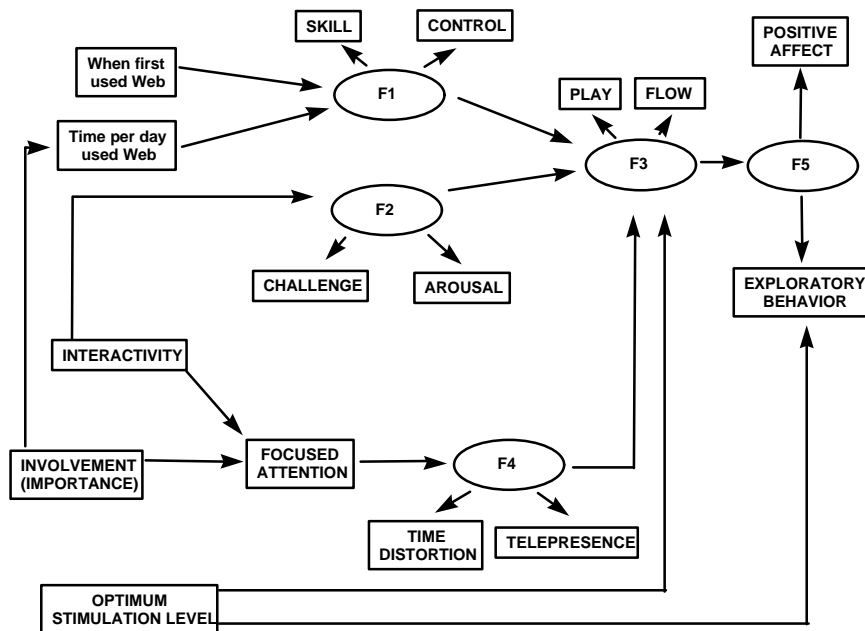 SKILL
CONTROL
POSITIVE
AFFECT
When first
used Web
F1
PLAY
FLOW
Time per day
used Web
F3
F5
F2
CHALLENGE
AROUSAL
EXPLORATORY
BEHAVIOR
INTERACTIVITY
INVOLVEMENT
(IMPORTANCE)
FOCUSED
ATTENTION
F4
TIME
DISTORTION
TELEPRESENCE
OPTIMUM
STIMULATION LEVEL